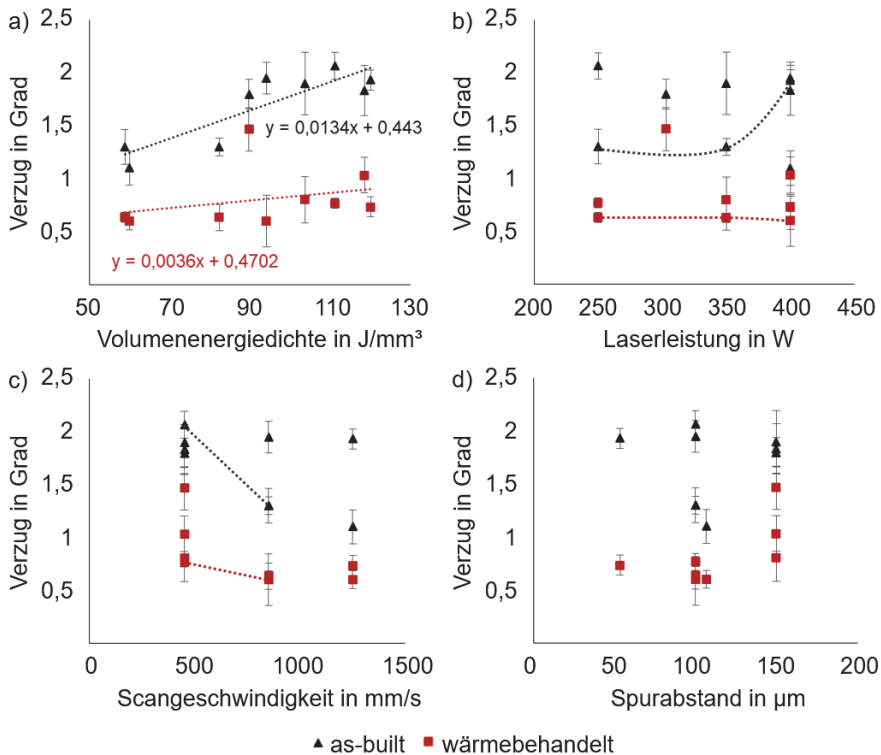 a)
2,5
2
1,5
1
0,5
Verzug in Grad
y = 0,0134x + 0,443
y = 0,0036x + 0,4702
50 70 90 110 130
Volumenenergiedichte in J/mm³
b)
2,5
2
1,5
1
0,5
Verzug in Grad
200 250 300 350 400 450
Laserleistung in W
c)
2,5
2
1,5
1
0,5
Verzug in Grad
0 500 1000 1500
Scangeschwindigkeit in mm/s
d)
2,5
2
1,5
1
0,5
Verzug in Grad
0 50 100 150 200
Spurabstand in µm
as-built wärmebehandelt